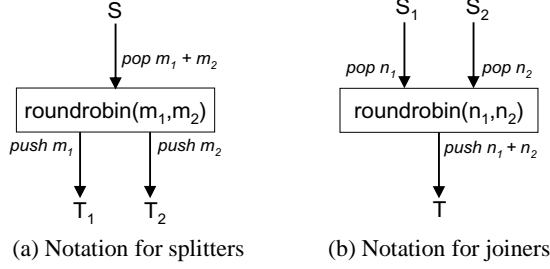 S
pop m₁ + m₂
roundrobin(m₁,m₂)
push m₁ push m₂
T₁ T₂
(a) Notation for splitters
S₁ S₂
pop n₁ pop n₂
roundrobin(n₁,n₂)
push n₁ + n₂
T
(b) Notation for joiners